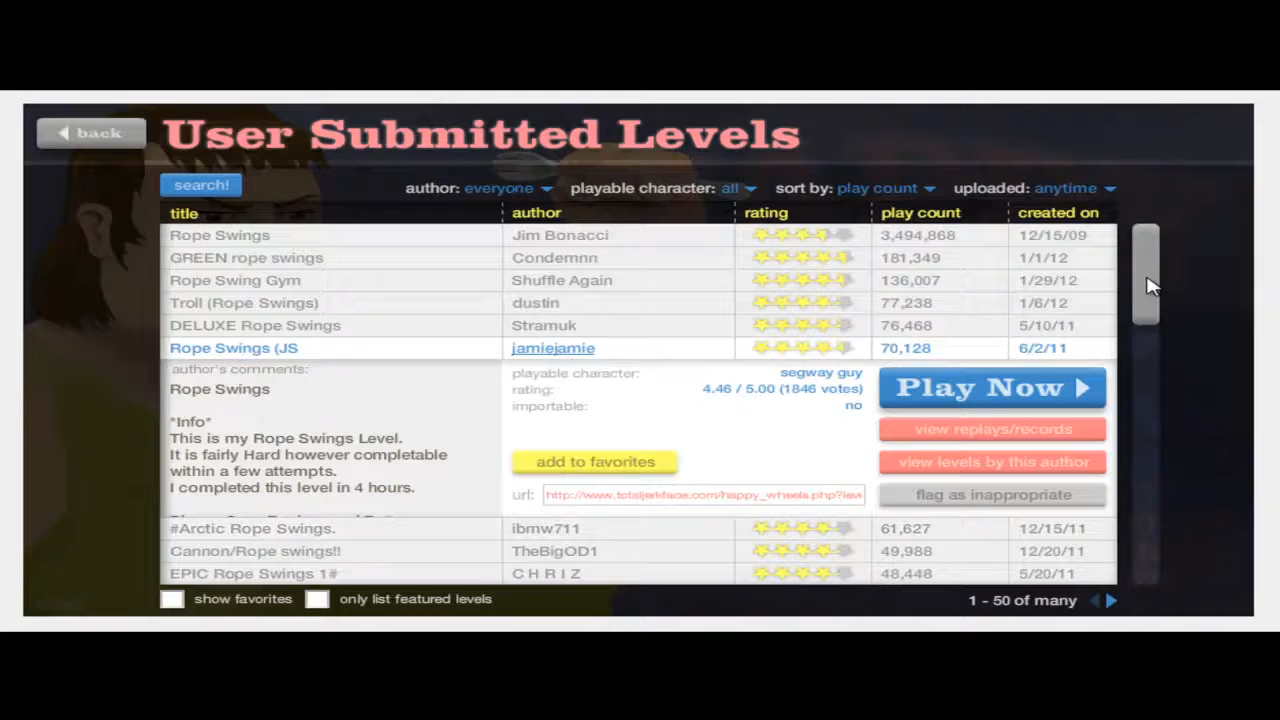 back
User Submitted Levels
search! author: everyone playable character: all sort by: play count uploaded: anytime
title author rating play count created on
Rope Swings Jim Bonacci 3,494,868 12/15/09
GREEN rope swings Condemnn 181,349 1/1/12
Rope Swing Gym Shuffle Again 136,007 1/29/12
Troll (Rope Swings) dustin 77,238 1/6/12
DELUXE Rope Swings Stramuk 76,468 5/10/11
Rope Swings (JS jamiejamie 70,128 6/2/11
author's comments:
Rope Swings
*Info*
This is my Rope Swings Level.
It is fairly Hard however completable
within a few attempts.
I completed this level in 4 hours.
playable character: segway guy
rating: 4.46 / 5.00 (1846 votes)
importable: no
add to favorites
url: http://www.totaljerkface.com/happy_wheels.php?lev
Play Now
view replays/records
view levels by this author
flag as inappropriate
#Arctic Rope Swings. ibmw711 61,627 12/15/11
Cannon/Rope swings!! TheBigOD1 49,988 12/20/11
EPIC Rope Swings 1# C H R I Z 48,448 5/20/11
show favorites only list featured levels 1 - 50 of many